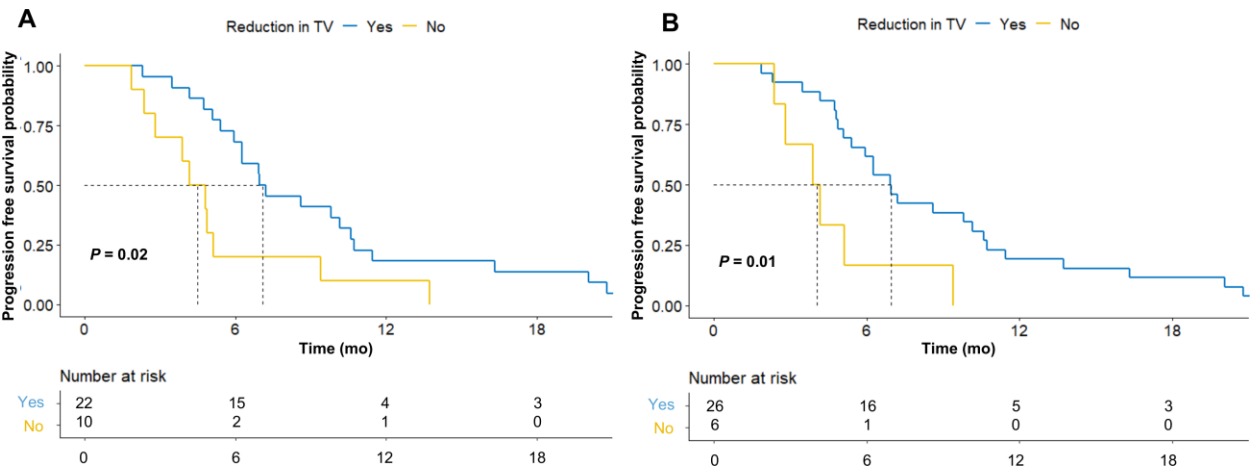 A
Reduction in TV Yes No
Progression free survival probability
1.00
0.75
0.50
0.25
0.00
P = 0.02
0 6 12 18
Time (mo)
Number at risk
Yes 22 15 4 3
No 10 2 1 0
0 6 12 18
B
Reduction in TV Yes No
Progression free survival probability
1.00
0.75
0.50
0.25
0.00
P = 0.01
0 6 12 18
Time (mo)
Number at risk
Yes 26 16 5 3
No 6 1 0 0
0 6 12 18